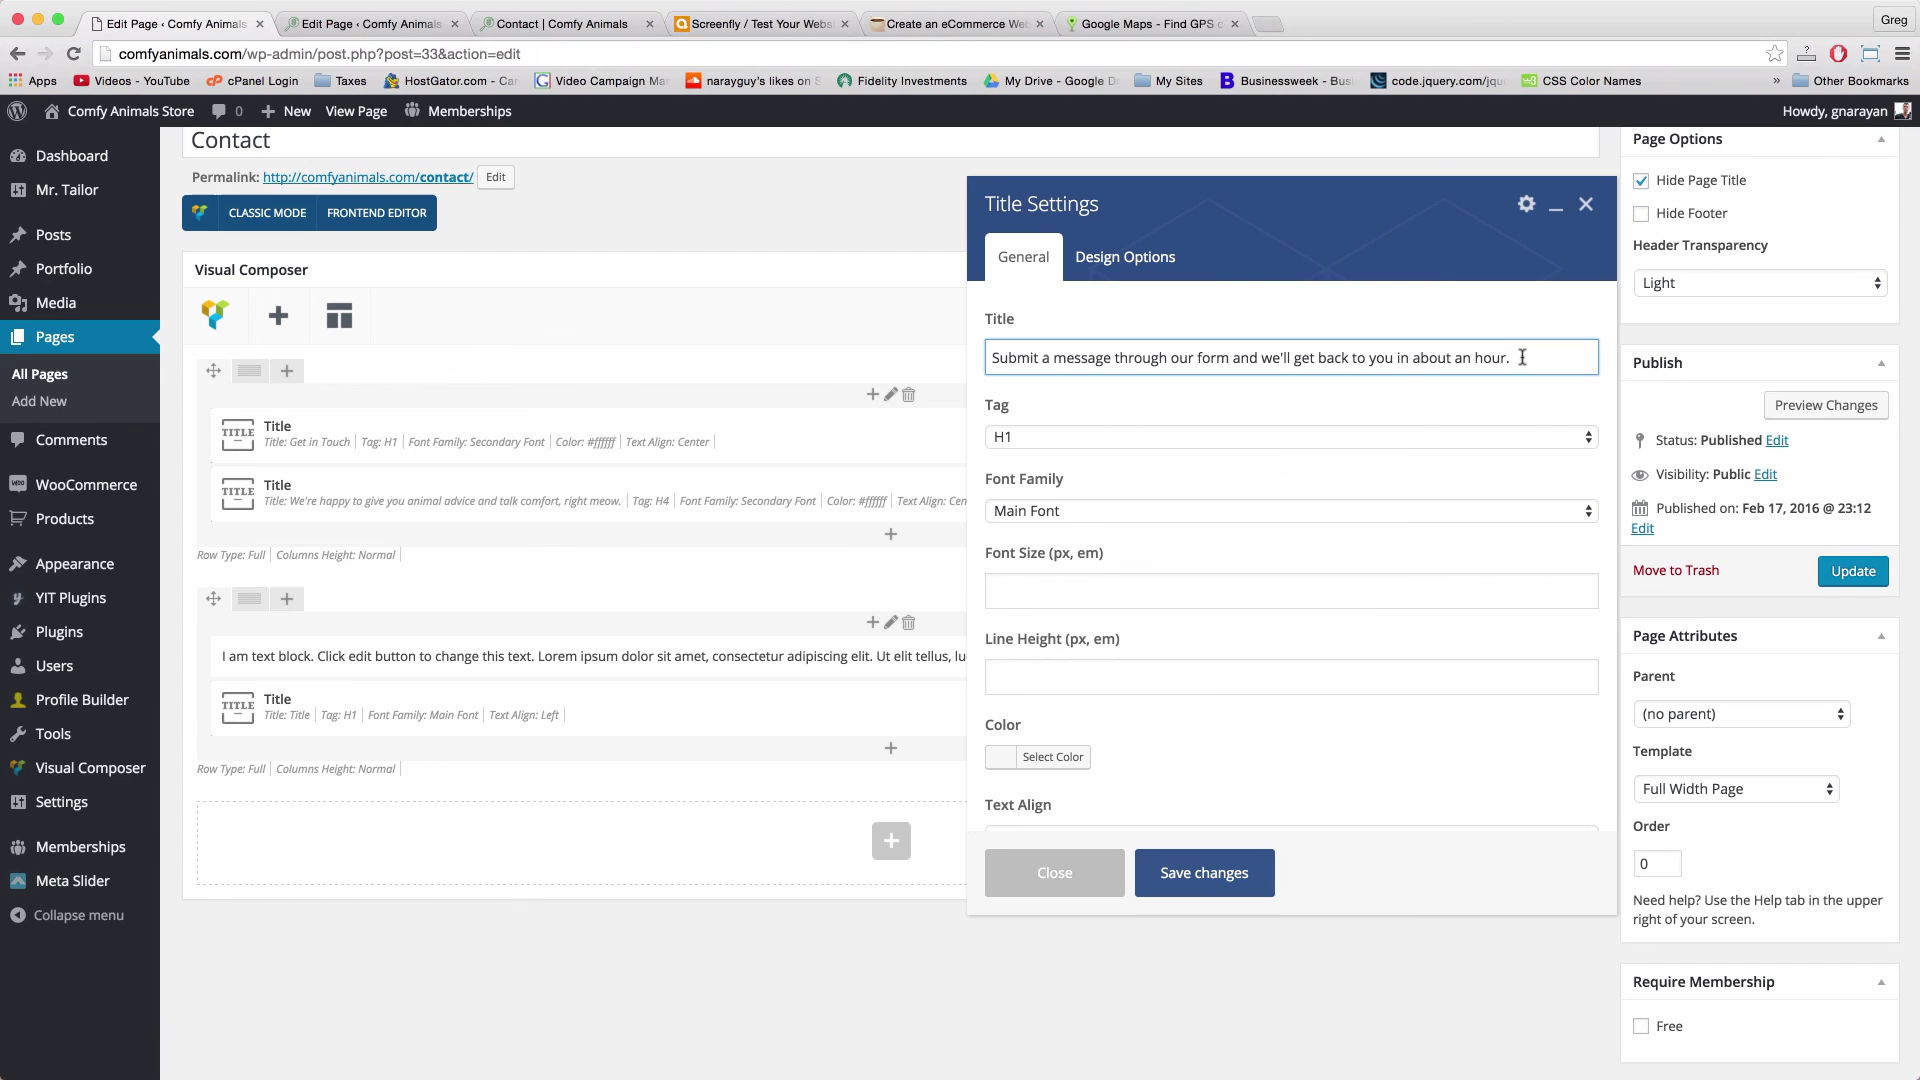 Edit Page ‹ Comfy Animals
Edit Page ‹ Comfy Animals
Contact | Comfy Animals
Screenfly / Test Your Webs
Create an eCommerce We
Google Maps - Find GPS
Greg
comfyanimals.com/wp-admin/post.php?post=33&action=edit
Apps
Videos - YouTube
cPanel Login
Taxes
HostGator.com - Ca
Video Campaign Ma
narayguy's likes on S
Fidelity Investments
My Drive - Google D
My Sites
Businessweek - Busi
code.jquery.com/jqu
CSS Color Names
»
Other Bookmarks
Comfy Animals Store
0
New
View Page
Memberships
Howdy, gnarayan
Dashboard
Mr. Tailor
Posts
Portfolio
Media
Pages
All Pages
Add New
Comments
WooCommerce
Products
Appearance
YIT Plugins
Plugins
Users
Profile Builder
Tools
Visual Composer
Settings
Memberships
Meta Slider
Collapse menu
Contact
Permalink: http://comfyanimals.com/contact/ Edit
CLASSIC MODE
FRONTEND EDITOR
Visual Composer
TITLE
Title
Title: Get in Touch | Tag: H1 | Font Family: Secondary Font | Color: #ffffff | Text Align: Center |
TITLE
Title
Title: We're happy to give you animal advice and talk comfort, right meow. | Tag: H4 | Font Family: Secondary Font | Color: #ffffff | Text Align: Cen
Row Type: Full | Columns Height: Normal |
I am text block. Click edit button to change this text. Lorem ipsum dolor sit amet, consectetur adipiscing elit. Ut elit tellus, lu
TITLE
Title
Title: Title | Tag: H1 | Font Family: Main Font | Text Align: Left |
Row Type: Full | Columns Height: Normal |
Title Settings
General
Design Options
Title
Submit a message through our form and we'll get back to you in about an hour.
Tag
H1
Font Family
Main Font
Font Size (px, em)
Line Height (px, em)
Color
Select Color
Text Align
Close
Save changes
Page Options
Hide Page Title
Hide Footer
Header Transparency
Light
Publish
Preview Changes
Status: Published Edit
Visibility: Public Edit
Published on: Feb 17, 2016 @ 23:12
Edit
Move to Trash
Update
Page Attributes
Parent
(no parent)
Template
Full Width Page
Order
0
Need help? Use the Help tab in the upper
right of your screen.
Require Membership
Free